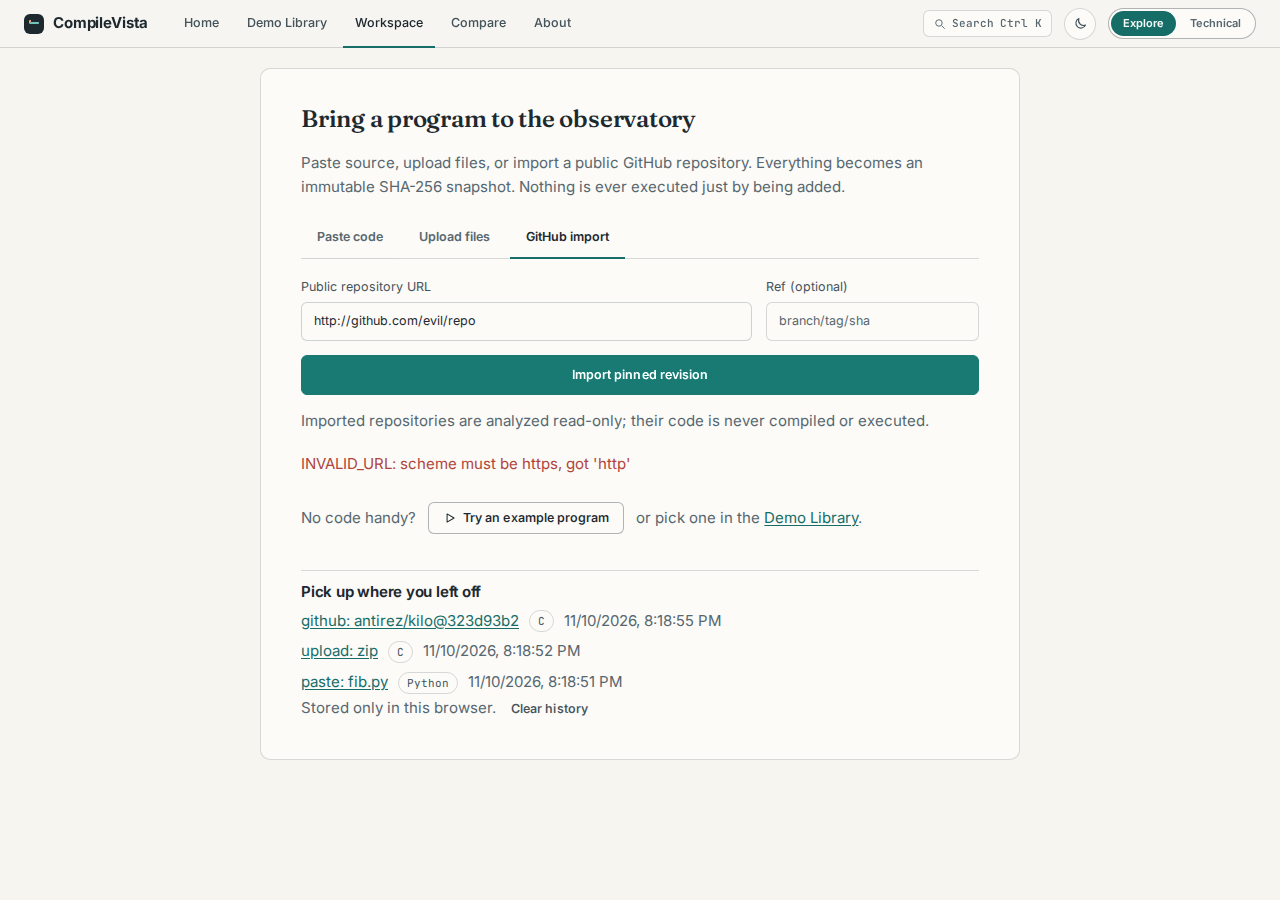 CompileVista Home Demo Library Workspace Compare About Search Ctrl K Explore Technical
Bring a program to the observatory
Paste source, upload files, or import a public GitHub repository. Everything becomes an
immutable SHA-256 snapshot. Nothing is ever executed just by being added.
Paste code Upload files GitHub import
Public repository URL Ref (optional)
http://github.com/evil/repo branch/tag/sha
Import pinned revision
Imported repositories are analyzed read-only; their code is never compiled or executed.
INVALID_URL: scheme must be https, got 'http'
No code handy? Try an example program or pick one in the Demo Library.
Pick up where you left off
github: antirez/kilo@323d93b2 C 11/10/2026, 8:18:55 PM
upload: zip C 11/10/2026, 8:18:52 PM
paste: fib.py Python 11/10/2026, 8:18:51 PM
Stored only in this browser. Clear history